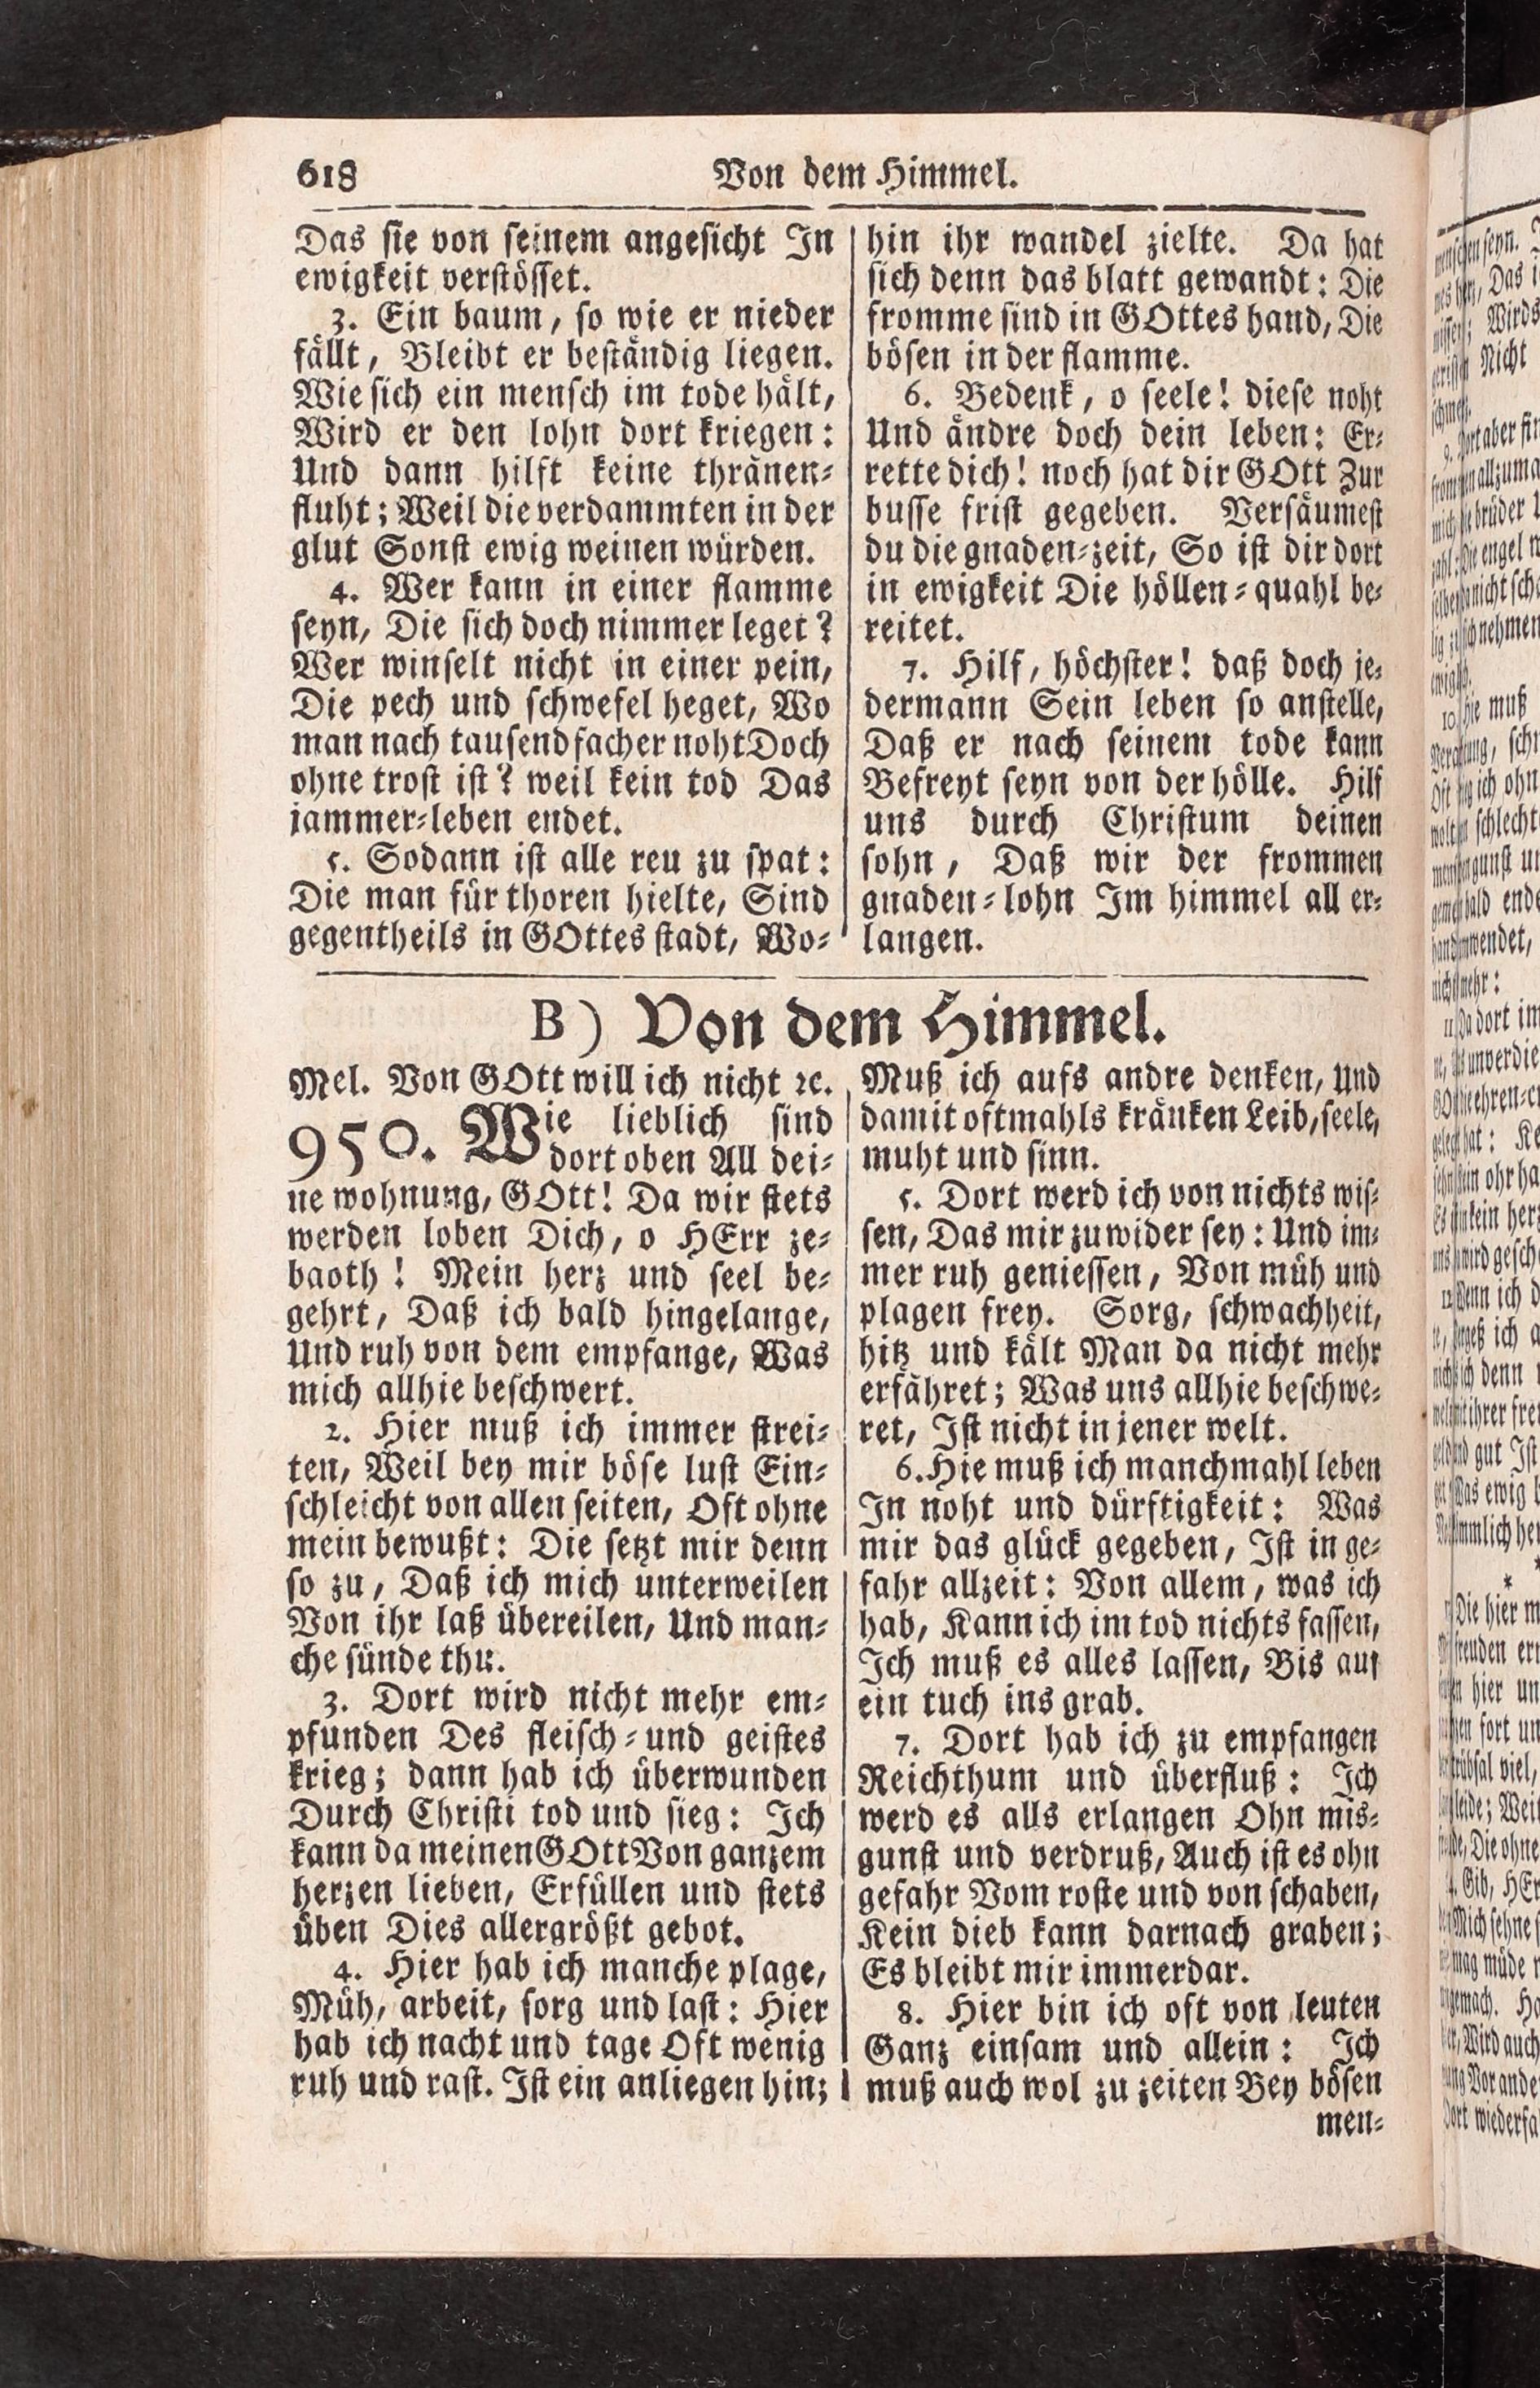 618
Von dem Himmel.
Das sie von seinem angesicht In
ewigkeit verstösset.
3. Ein baum, so wie er nieder
fällt, Bleibt er beständig liegen.
Wie sich ein mensch im tode hält,
Wird er den lohn dort kriegen:
Und dann hilft keine thränen-
fluht; Weil die verdammten in der
glut Sonst ewig weinen würden.
4. Wer kann in einer flamme
seyn, Die sich doch nimmer leget?
Wer winselt nicht in einer pein,
Die pech und schwefel heget, Wo
man nach tausendfacher noht Doch
ohne trost ist? weil kein tod Das
jammer-leben endet.
5. Sodann ist alle reu zu spat:
Die man für thoren hielte, Sind
gegentheils in GOttes stadt, Wo-
hin ihr wandel zielte. Da hat
sich denn das blatt gewandt: Die
fromme sind in GOttes hand, Die
bösen in der flamme.
6. Bedenk, o seele! diese noht
Und ändre doch dein leben: Er-
rette dich! noch hat dir GOtt Zur
busse frist gegeben. Versäumest
du die gnaden-zeit, So ist dir dort
in ewigkeit Die höllen-quahl be-
reitet.
7. Hilf, höchster! daß doch je-
dermann Sein leben so anstelle,
Daß er nach seinem tode kann
Befreyt seyn von der hölle. Hilf
uns durch Christum deinen
sohn, Daß wir der frommen
gnaden-lohn Im himmel all er-
langen.
B) Von dem Himmel.
Mel. Von GOtt will ich nicht ꝛc.
950. Wie lieblich sind
dort oben All dei-
ne wohnung, GOtt! Da wir stets
werden loben Dich, o HErr ze-
baoth! Mein herz und seel be-
gehrt, Daß ich bald hingelange,
Und ruh von dem empfange, Was
mich allhie beschwert.
2. Hier muß ich immer strei-
ten, Weil bey mir böse lust Ein-
schleicht von allen seiten, Oft ohne
mein bewußt: Die setzt mir denn
so zu, Daß ich mich unterweilen
Von ihr laß übereilen, Und man-
che sünde thu.
3. Dort wird nicht mehr em-
pfunden Des fleisch- und geistes
krieg; dann hab ich überwunden
Durch Christi tod und sieg: Ich
kann da meinen GOtt Von ganzem
herzen lieben, Erfüllen und stets
üben Dies allergrößt gebot.
4. Hier hab ich manche plage,
Müh, arbeit, sorg und last: Hier
hab ich nacht und tage Oft wenig
ruh und rast. Ist ein anliegen hin;
Muß ich aufs andre denken, Und
damit oftmahls kränken Leib, seele,
muht und sinn.
5. Dort werd ich von nichts wis-
sen, Das mir zuwider sey: Und im-
mer ruh geniessen, Von müh und
plagen frey. Sorg, schwachheit,
hitz und kält Man da nicht mehr
erfähret; Was uns allhie beschwe-
ret, Ist nicht in jener welt.
6. Hie muß ich manchmahl leben
In noht und dürftigkeit: Was
mir das glück gegeben, Ist in ge-
fahr allzeit: Von allem, was ich
hab, Kann ich im tod nichts fassen,
Ich muß es alles lassen, Bis auf
ein tuch ins grab.
7. Dort hab ich zu empfangen
Reichthum und überfluß: Ich
werd es alls erlangen Ohn mis-
gunst und verdruß, Auch ist es ohn
gefahr Vom roste und von schaben,
Kein dieb kann darnach graben;
Es bleibt mir immerdar.
8. Hier bin ich oft von leuten
Ganz einsam und allein: Ich
muß auch wol zu zeiten Bey bösen
men-